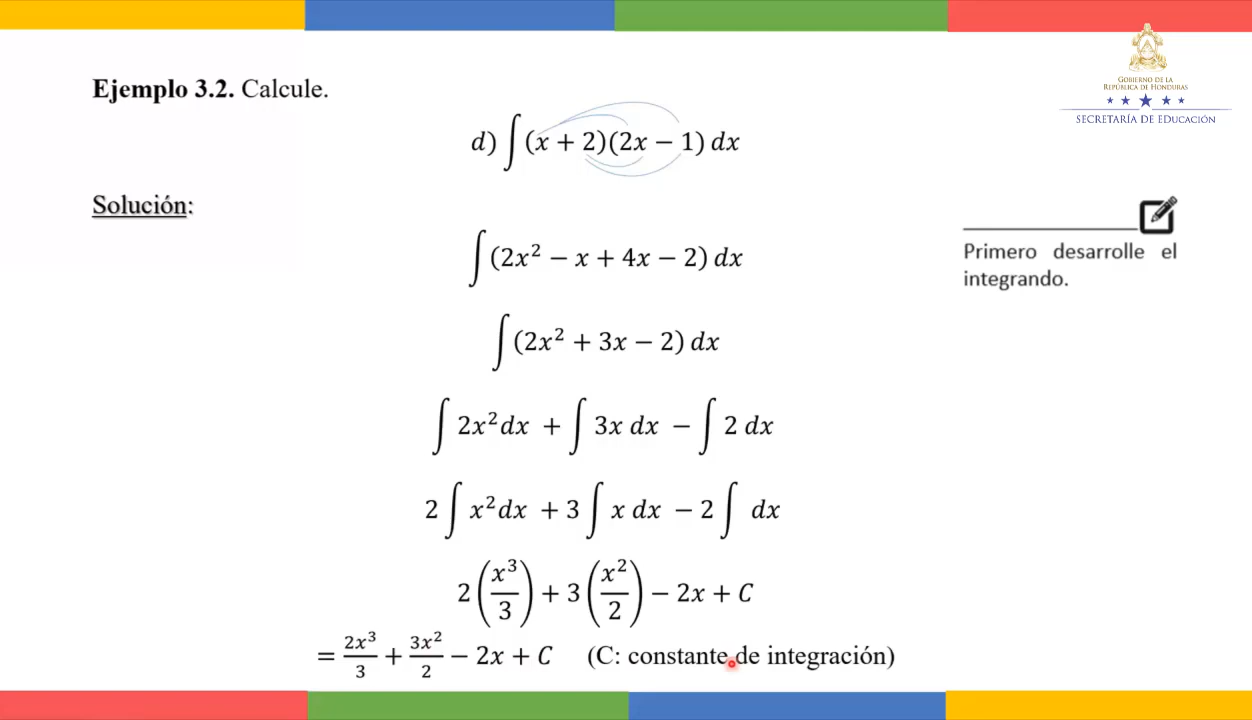 Ejemplo 3.2. Calcule.
GOBIERNO DE LA
REPÚBLICA DE HONDURAS
SECRETARÍA DE EDUCACIÓN
d) ∫(x + 2)(2x − 1) dx
Solución:
∫(2x² − x + 4x − 2) dx
Primero desarrolle el
integrando.
∫(2x² + 3x − 2) dx
∫ 2x²dx + ∫ 3x dx − ∫ 2 dx
2 ∫ x²dx + 3 ∫ x dx − 2 ∫ dx
2(x³/3) + 3(x²/2) − 2x + C
= 2x³/3 + 3x²/2 − 2x + C (C: constante de integración)